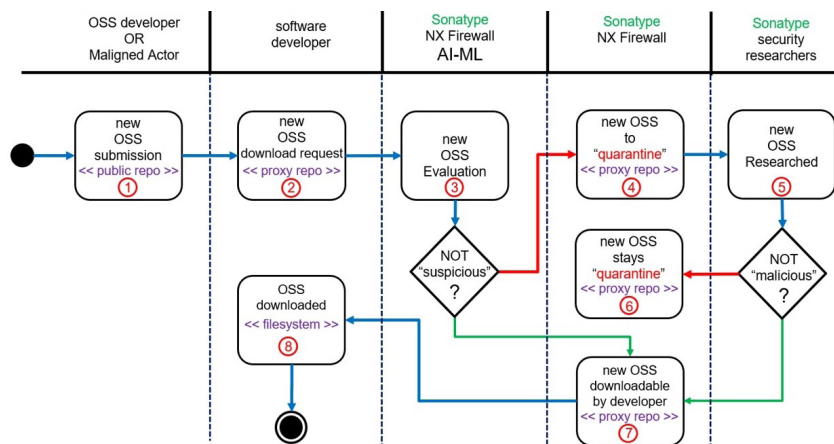 OSS developer
OR
Maligned Actor
software
developer
Sonatype
NX Firewall
AI-ML
Sonatype
NX Firewall
Sonatype
security
researchers
new
OSS
submission
<< public repo >>
1
new
OSS
download request
<< proxy repo >>
2
new
OSS
Evaluation
3
new OSS
to
“quarantine”
<< proxy repo >>
4
new
OSS
Researched
5
NOT
“suspicious”
?
new OSS
stays
“quarantine”
<< proxy repo >>
6
NOT
“malicious”
?
OSS
downloaded
<< filesystem >>
8
new OSS
downloadable
by developer
<< proxy repo >>
7